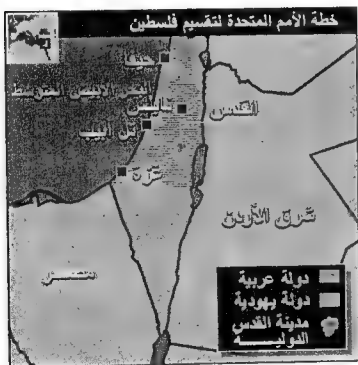 خطة الأمم المتحدة لتقسيم فلسطين
حيفا
البحر الأبيض المتوسط
نابلس
القدس
تل أبيب
غزة
شرق الأردن
مصر
دولة عربية
دولة يهودية
مدينة القدس
الدولية